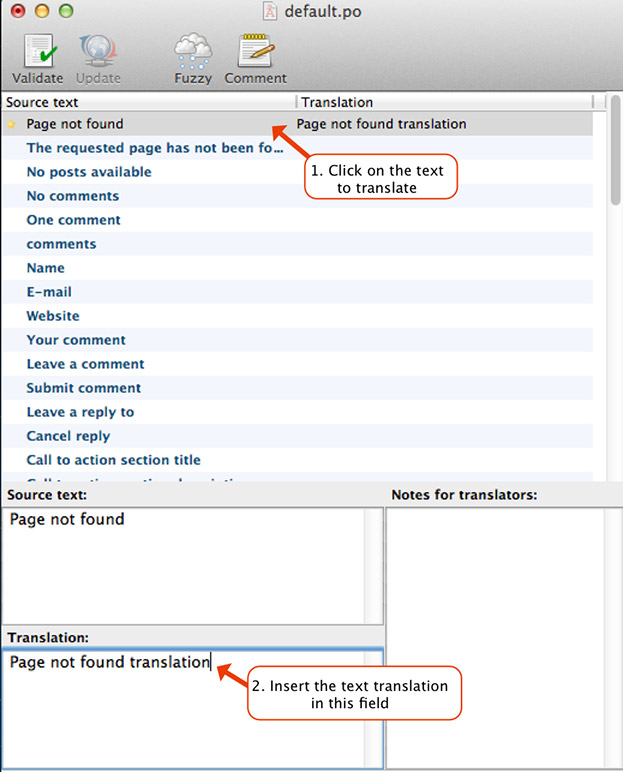 default.po
Validate Update Fuzzy Comment
Source text Translation
Page not found Page not found translation
The requested page has not been fo...
1. Click on the text
to translate
No posts available
No comments
One comment
comments
Name
E-mail
Website
Your comment
Leave a comment
Submit comment
Leave a reply to
Cancel reply
Call to action section title
Source text: Notes for translators:
Page not found
Translation:
Page not found translation
2. Insert the text translation
in this field